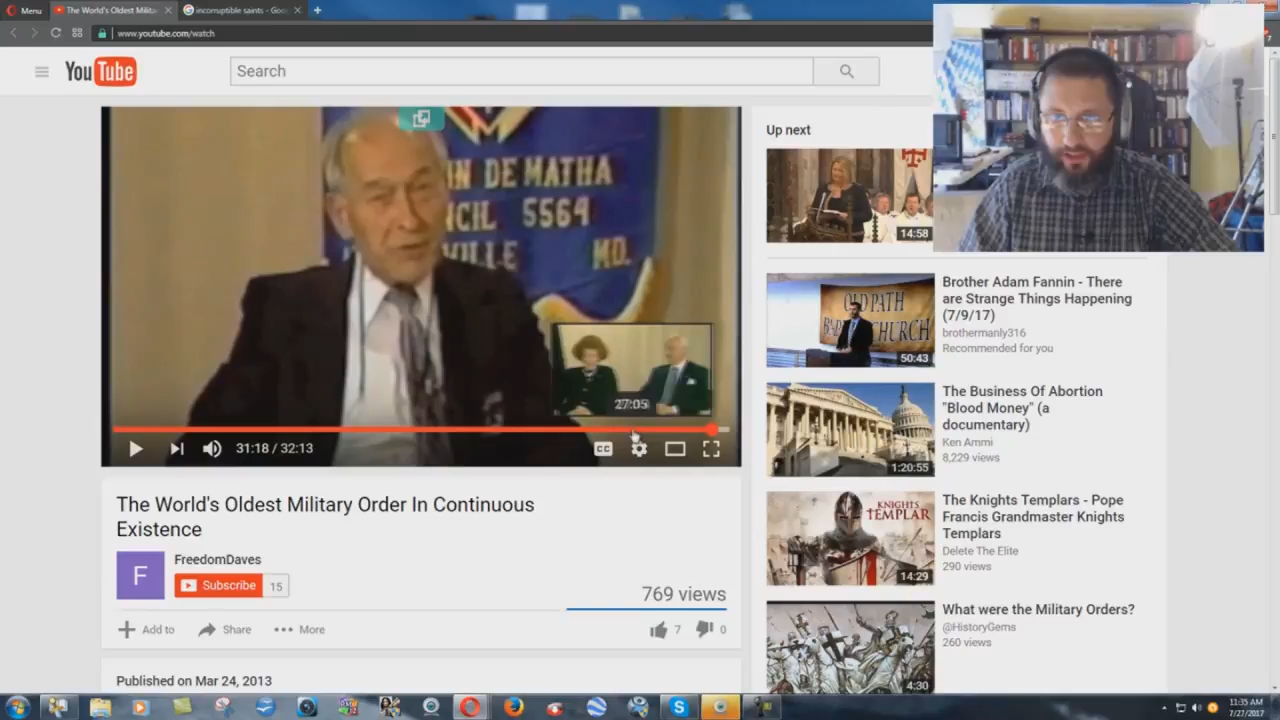 Menu
The World's Oldest Milita
incorruptible saints - Goo
www.youtube.com/watch
YouTube
Search
N DE MATHA
NCIL 5564
VILLE MD.
27:05
31:18 / 32:13
CC
The World's Oldest Military Order In Continuous
Existence
F
FreedomDaves
Subscribe 15
769 views
Add to
Share
More
7
0
Published on Mar 24, 2013
Up next
14:58
OLD PATH
BAPTIST CHURCH
50:43
Brother Adam Fannin - There
are Strange Things Happening
(7/9/17)
brothermanly316
Recommended for you
1:20:55
The Business Of Abortion
"Blood Money" (a
documentary)
Ken Ammi
8,229 views
KNIGHTS
TEMPLAR
14:29
The Knights Templars - Pope
Francis Grandmaster Knights
Templars
Delete The Elite
290 views
4:30
What were the Military Orders?
@HistoryGems
260 views
11:35 AM
7/27/2017